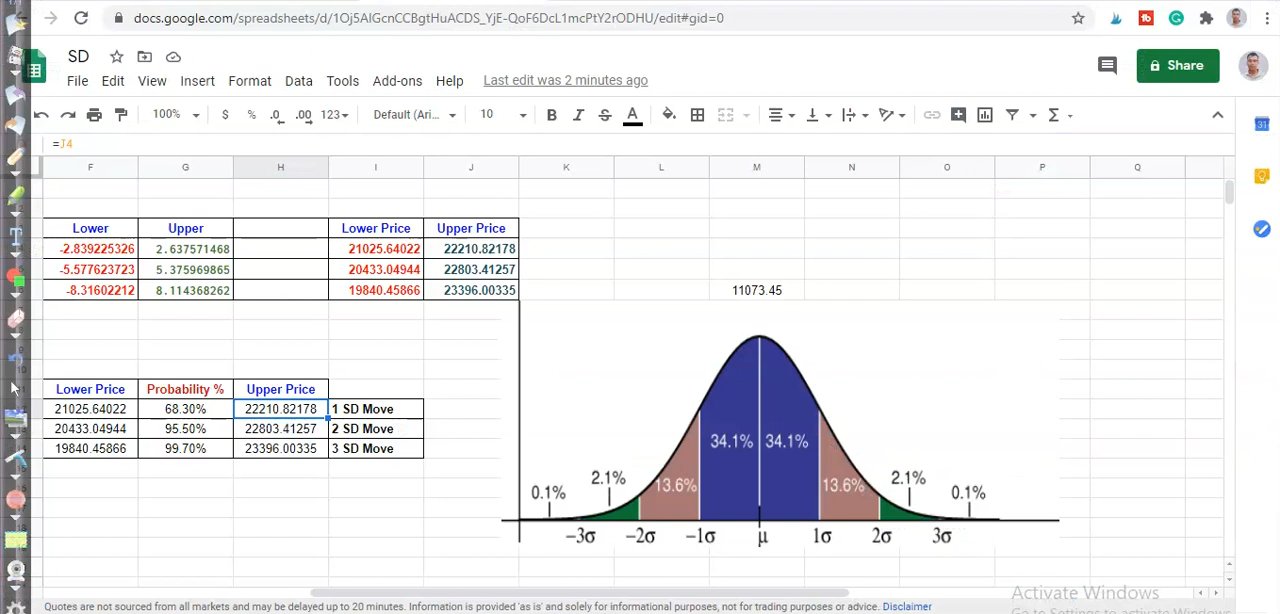 docs.google.com/spreadsheets/d/1Oj5AlGcnCCBgtHuACDS_YjE-QoF6DcL1mcPtY2rODHU/edit#gid=0
SD
File Edit View Insert Format Data Tools Add-ons Help Last edit was 2 minutes ago
Share
100% $ % .0 .00 123 Default (Ari... 10 B I S A Σ
31
=J4
F G H I J K L M N O P Q
Lower Upper Lower Price Upper Price
-2.839225326 2.637571468 21025.64022 22210.82178
-5.577623723 5.375969865 20433.04944 22803.41257
-8.31602212 8.114368262 19840.45866 23396.00335 11073.45
Lower Price Probability % Upper Price
21025.64022 68.30% 22210.82178 1 SD Move
20433.04944 95.50% 22803.41257 2 SD Move
19840.45866 99.70% 23396.00335 3 SD Move
34.1% 34.1%
0.1% 2.1% 13.6% 13.6% 2.1% 0.1%
−3σ −2σ −1σ μ 1σ 2σ 3σ
Activate Windows
Go to Settings to activate Windows
Quotes are not sourced from all markets and may be delayed up to 20 minutes. Information is provided 'as is' and solely for informational purposes, not for trading purposes or advice. Disclaimer